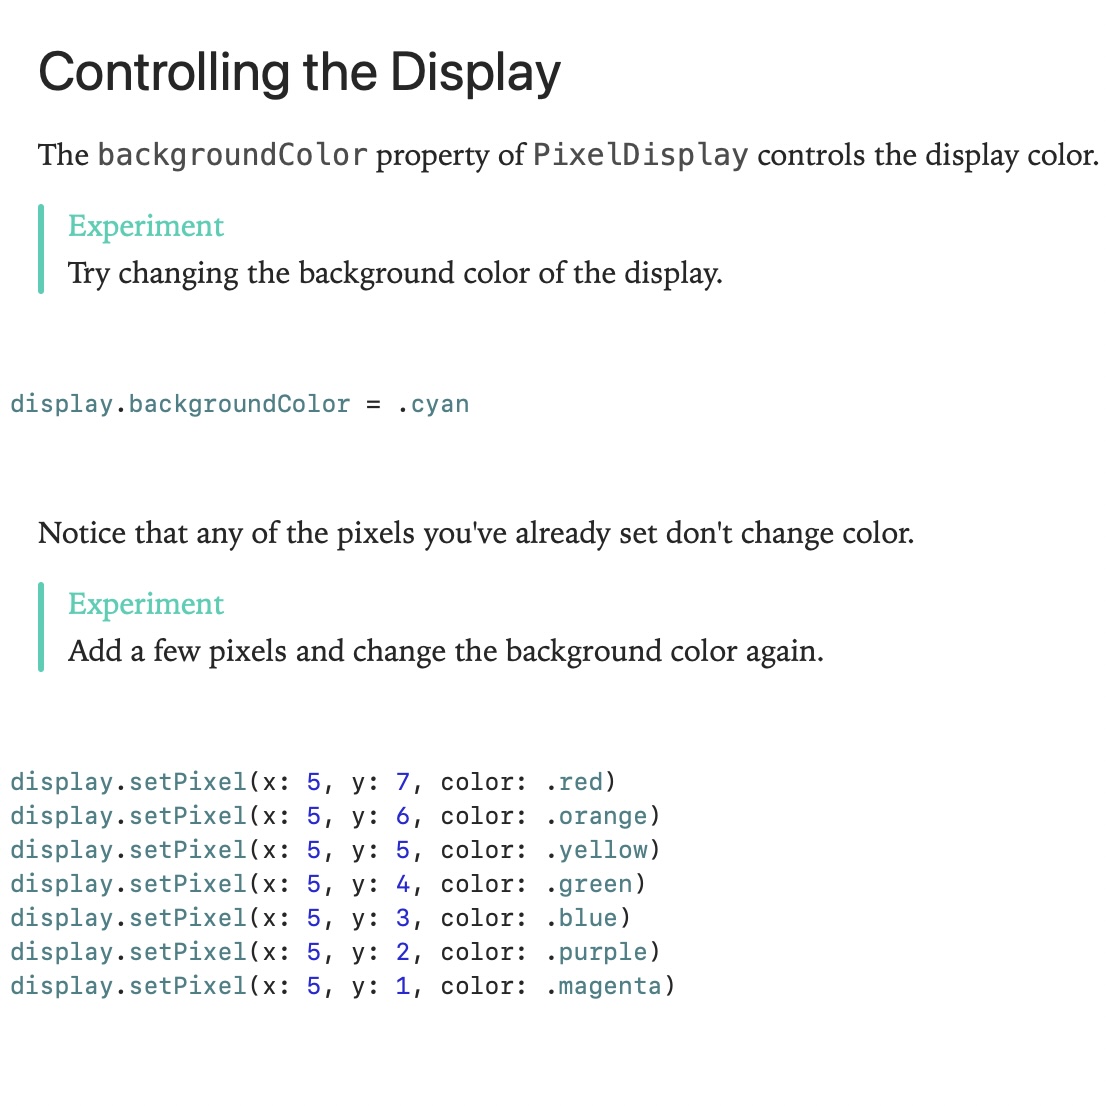 Controlling the Display
The backgroundColor property of PixelDisplay controls the display color.
Experiment
Try changing the background color of the display.
display.backgroundColor = .cyan
Notice that any of the pixels you've already set don't change color.
Experiment
Add a few pixels and change the background color again.
display.setPixel(x: 5, y: 7, color: .red)
display.setPixel(x: 5, y: 6, color: .orange)
display.setPixel(x: 5, y: 5, color: .yellow)
display.setPixel(x: 5, y: 4, color: .green)
display.setPixel(x: 5, y: 3, color: .blue)
display.setPixel(x: 5, y: 2, color: .purple)
display.setPixel(x: 5, y: 1, color: .magenta)